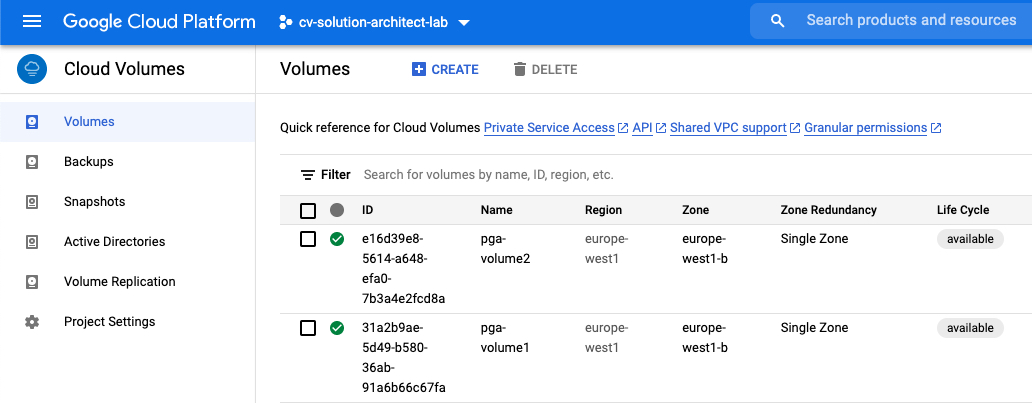 Google Cloud Platform
cv-solution-architect-lab
Search products and resources
Cloud Volumes
Volumes
Backups
Snapshots
Active Directories
Volume Replication
Project Settings
Volumes CREATE DELETE
Quick reference for Cloud Volumes Private Service Access API Shared VPC support Granular permissions
Filter Search for volumes by name, ID, region, etc.
ID Name Region Zone Zone Redundancy Life Cycle
e16d39e8- pga- europe- europe- Single Zone available
5614-a648- volume2 west1 west1-b
efa0-
7b3a4e2fcd8a
31a2b9ae- pga- europe- europe- Single Zone available
5d49-b580- volume1 west1 west1-b
36ab-
91a6b66c67fa